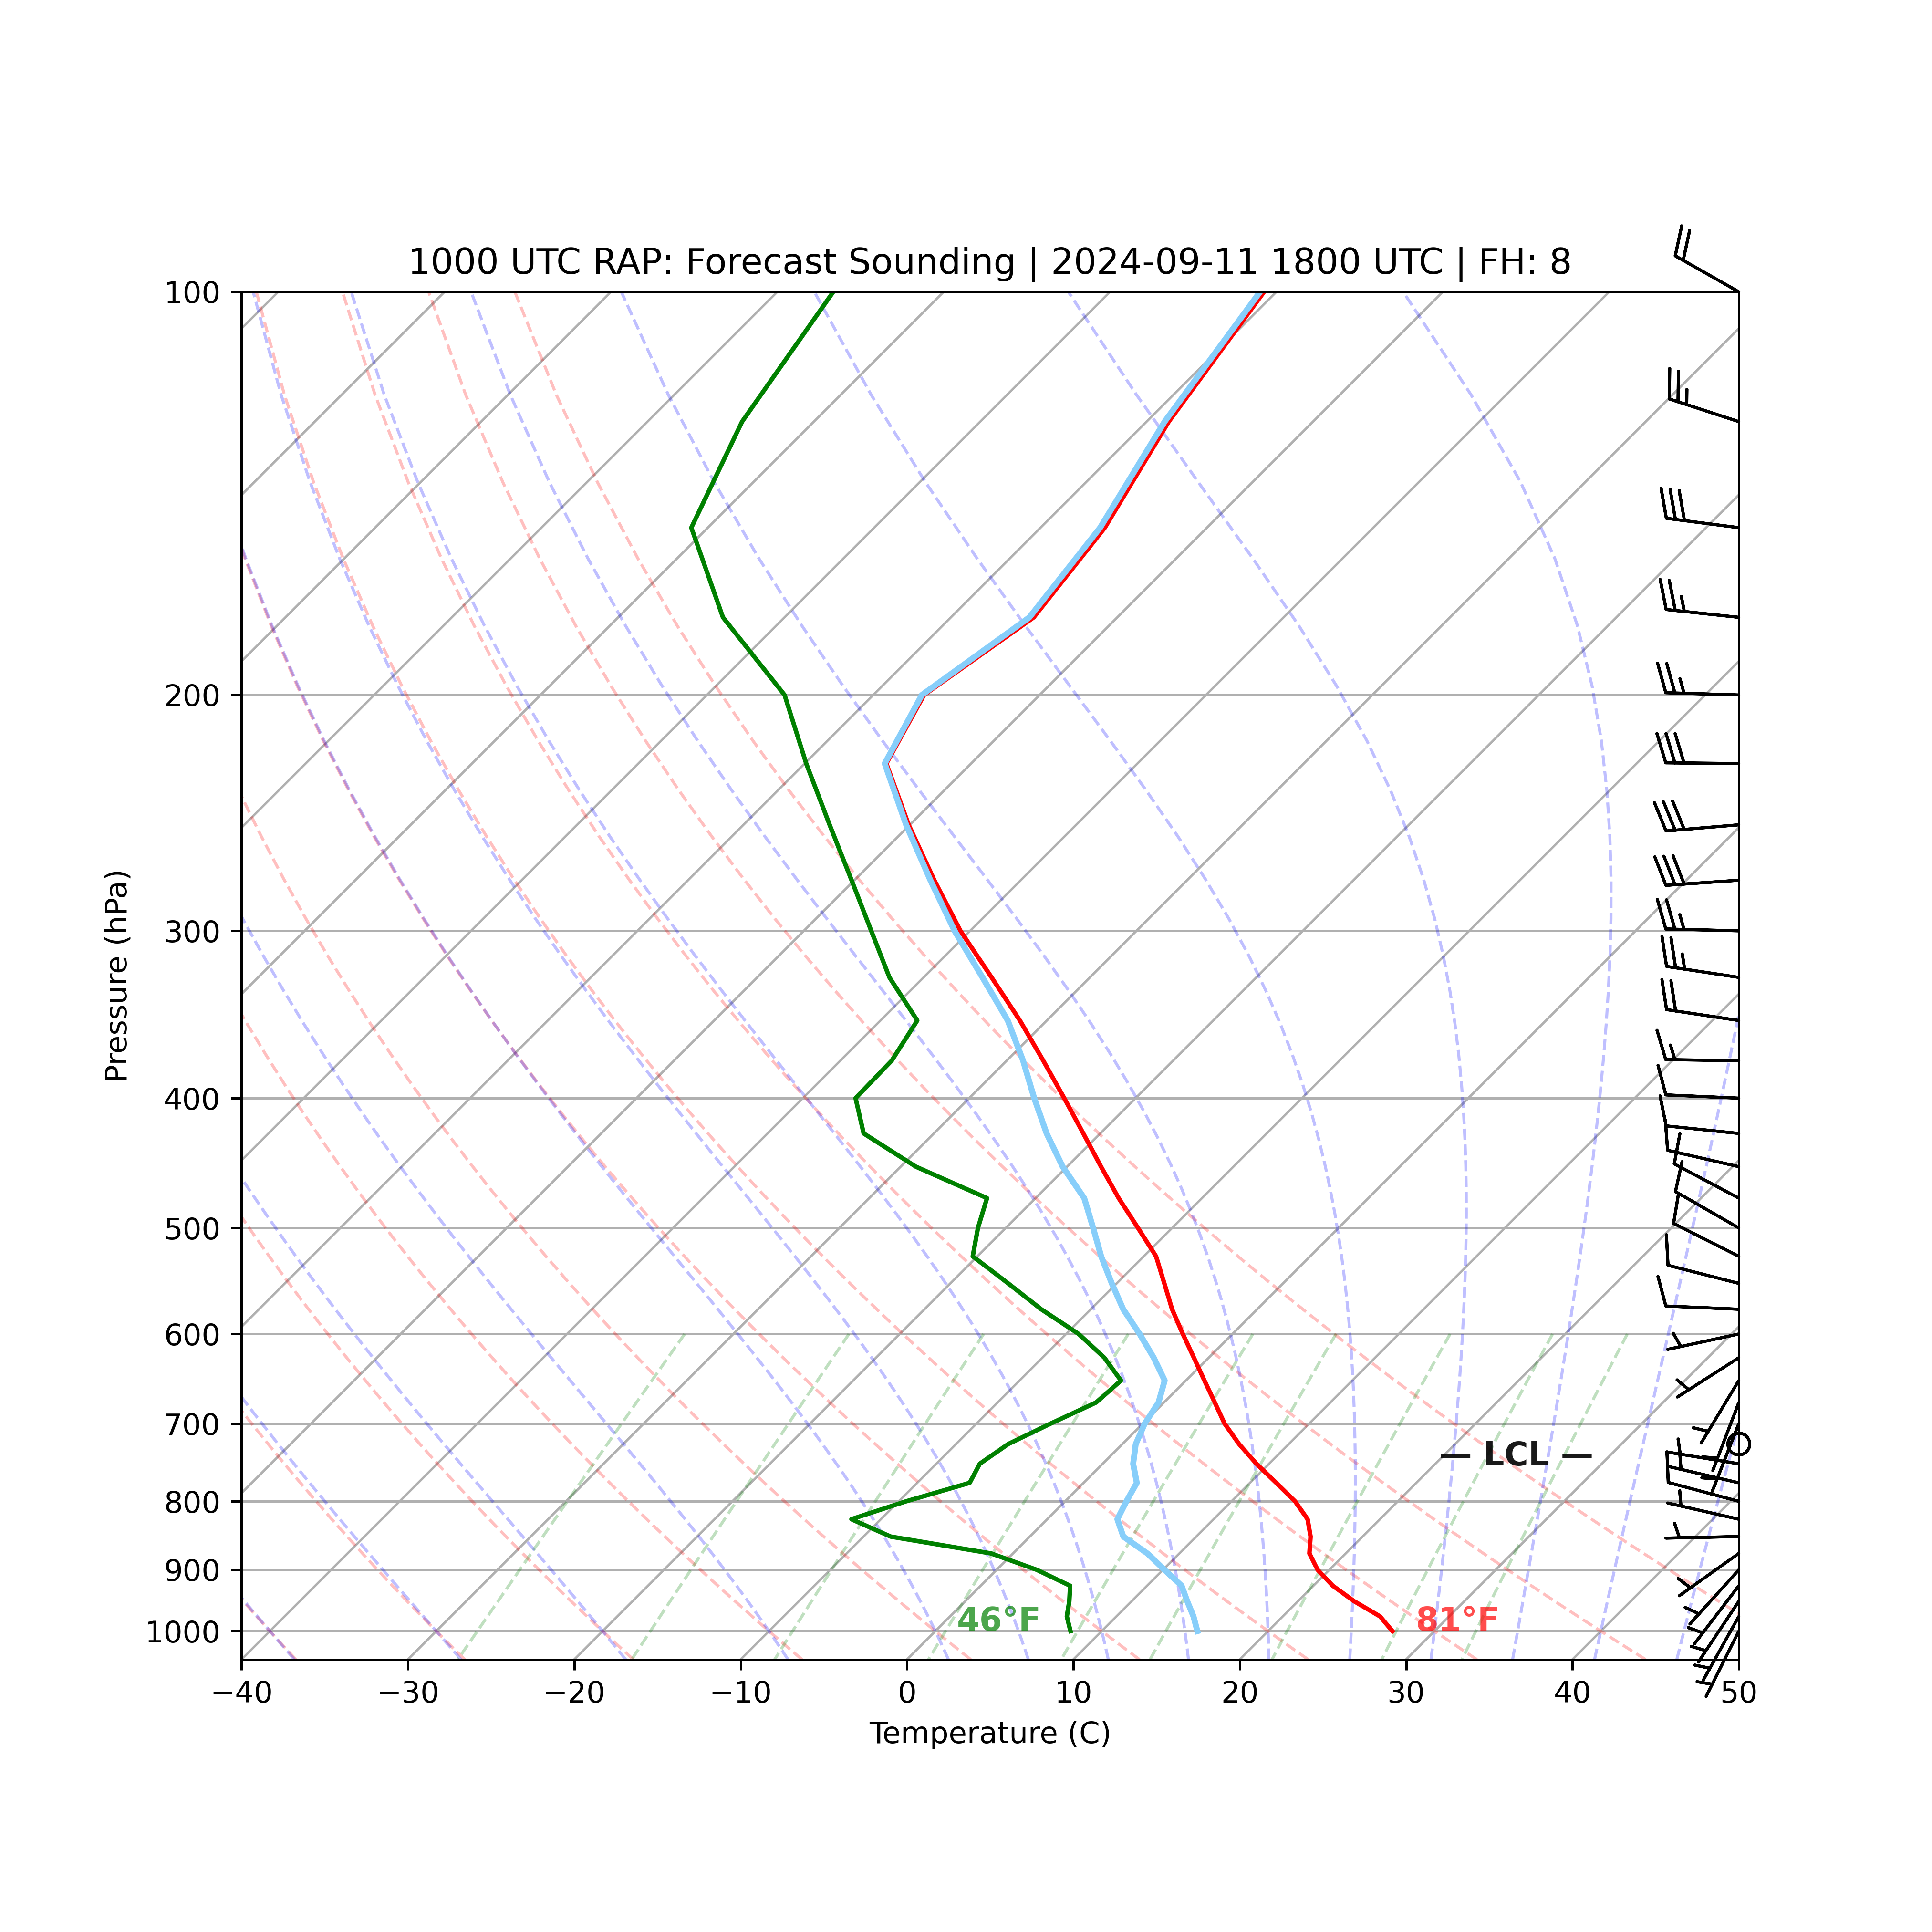 1000 UTC RAP: Forecast Sounding | 2024-09-11 1800 UTC | FH: 8
100
200
300
400
500
600
700
800
900
1000
Pressure (hPa)
— LCL —
46°F
81°F
−40 −30 −20 −10 0 10 20 30 40 50
Temperature (C)